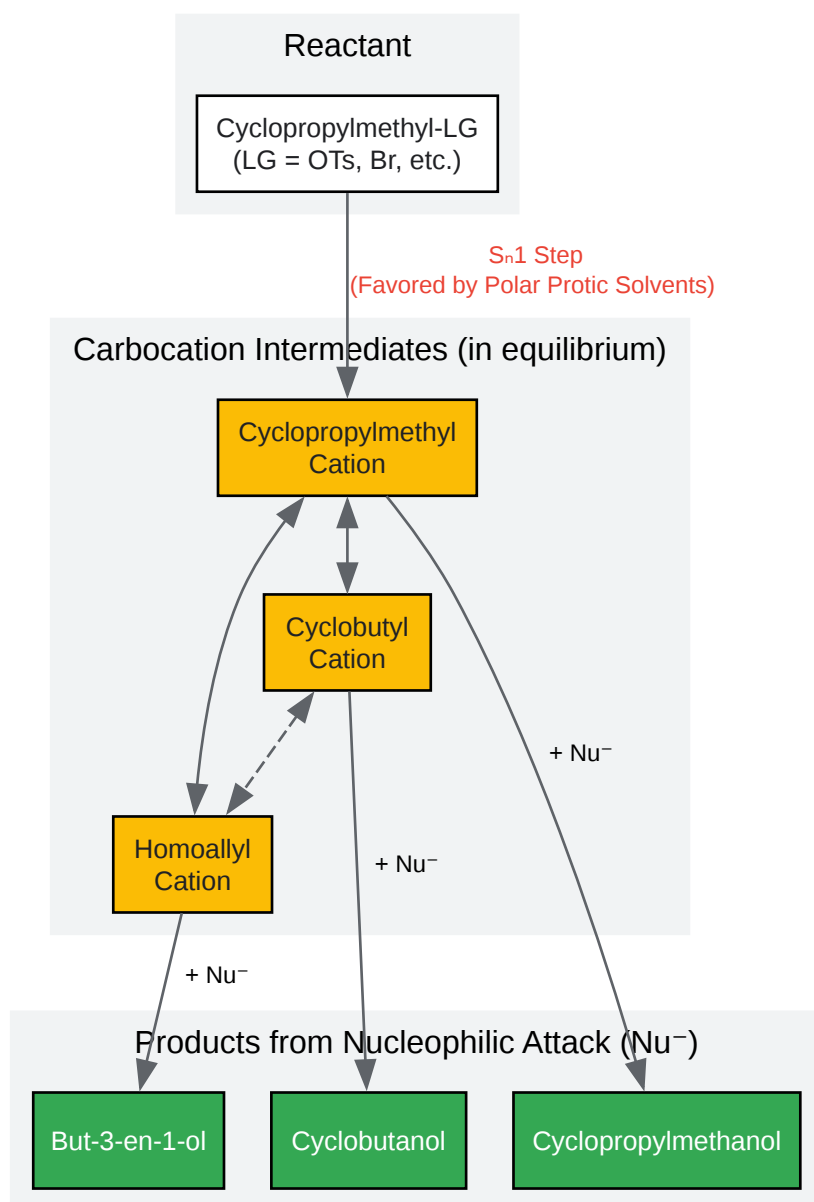 Reactant
Cyclopropylmethyl-LG
(LG = OTs, Br, etc.)
Sₙ1 Step
(Favored by Polar Protic Solvents)
Carbocation Intermediates (in equilibrium)
Cyclopropylmethyl
Cation
Cyclobutyl
Cation
+ Nu⁻
Homoallyl
Cation
+ Nu⁻
+ Nu⁻
Products from Nucleophilic Attack (Nu⁻)
But-3-en-1-ol
Cyclobutanol
Cyclopropylmethanol